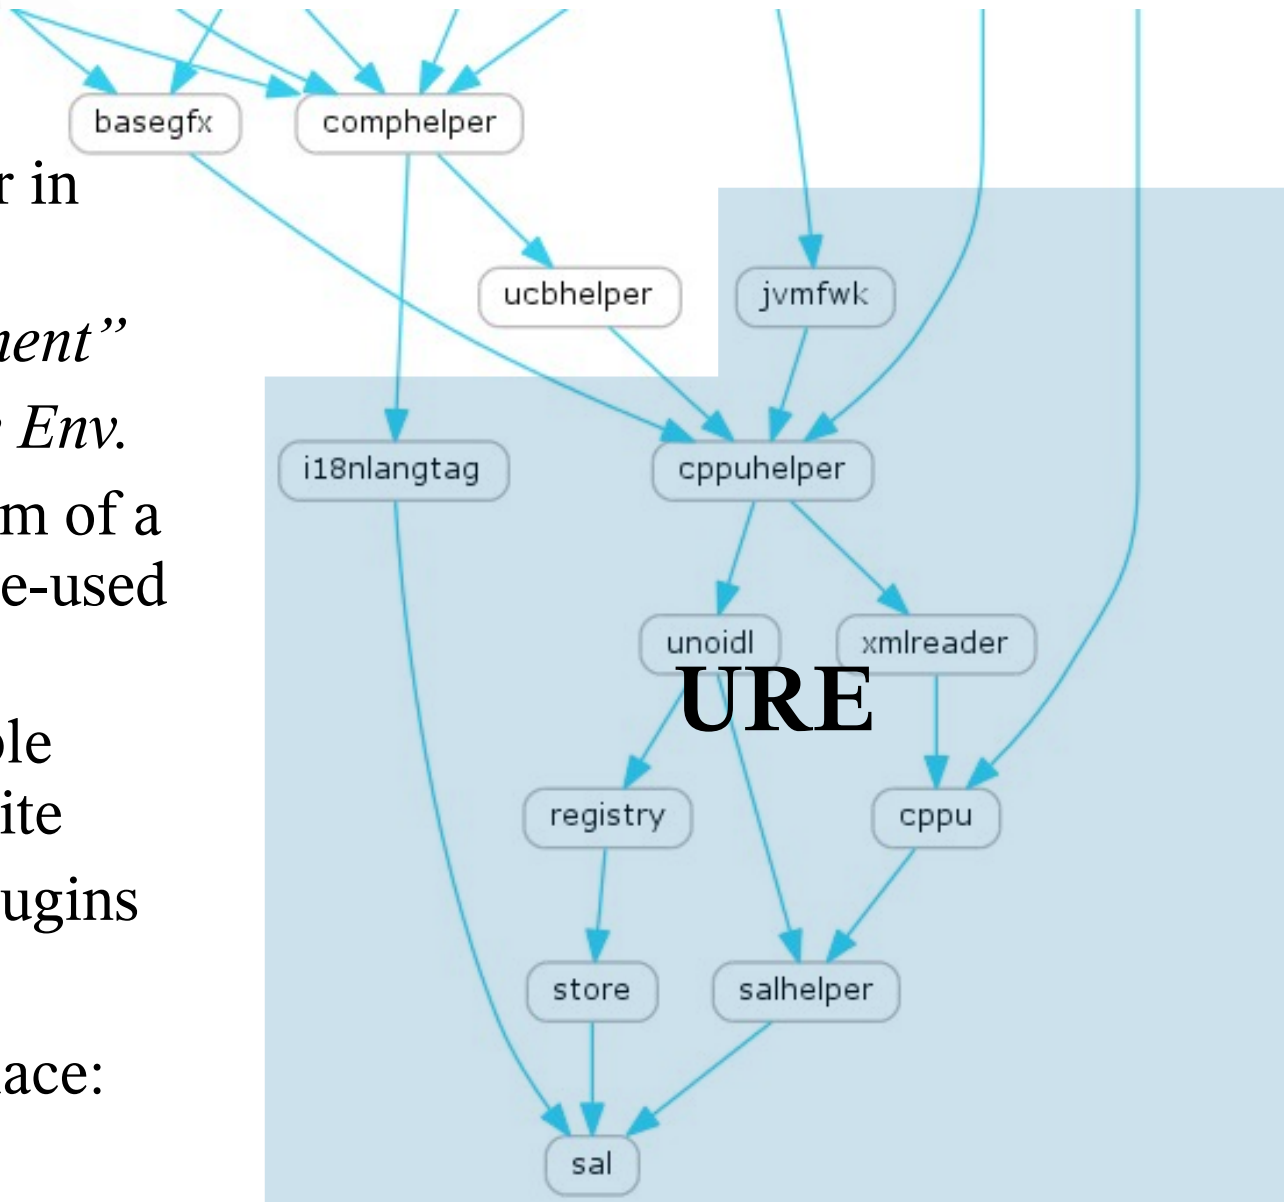 basegfx comphelper
r in
ucbhelper jvmfwk
nent”
Env.
i18nlangtag cppuhelper
m of a
e-used
unoidl xmlreader
URE
ole
ite
registry cppu
ugins
store salhelper
ace:
sal